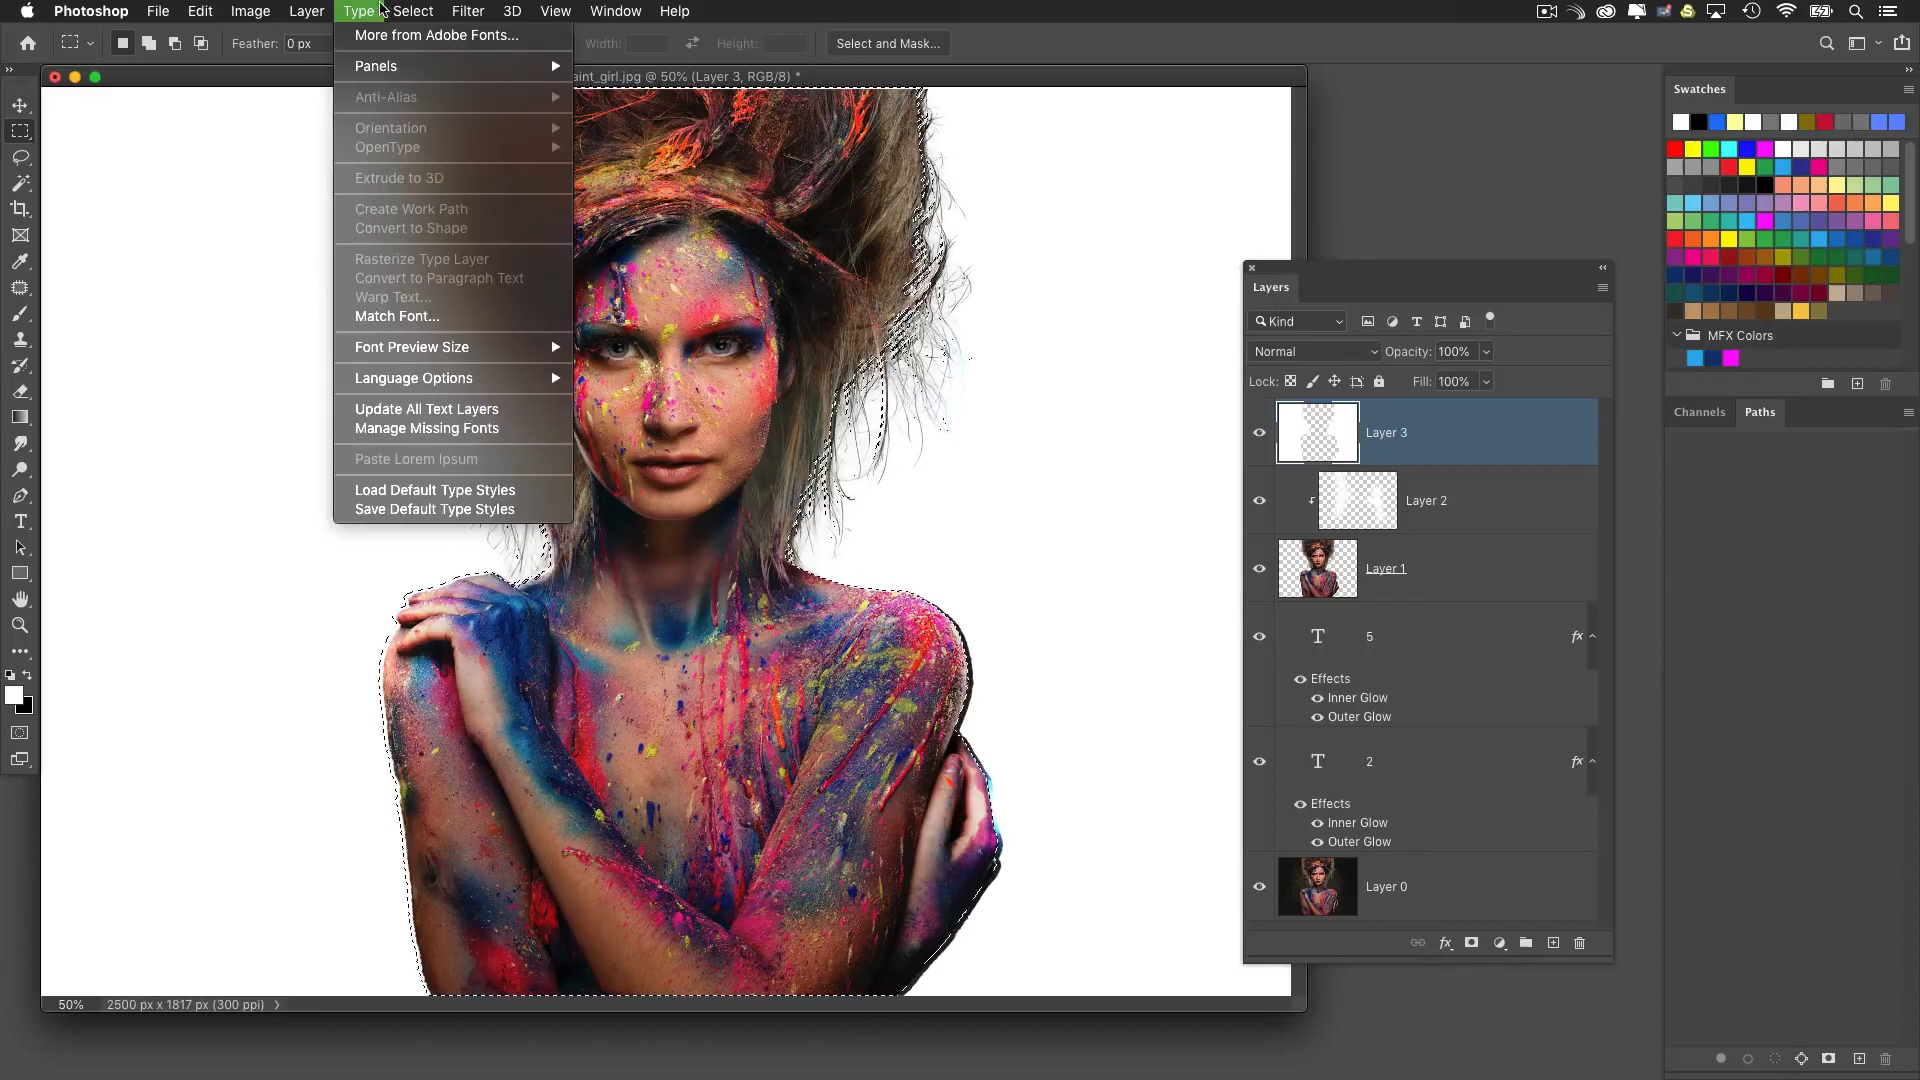 Photoshop File Edit Image Layer Type Select Filter 3D View Window Help
Feather: 0 px Width: Height: Select and Mask...
aint_girl.jpg @ 50% (Layer 3, RGB/8) *
More from Adobe Fonts...
Panels
Anti-Alias
Orientation
OpenType
Extrude to 3D
Create Work Path
Convert to Shape
Rasterize Type Layer
Convert to Paragraph Text
Warp Text...
Match Font...
Font Preview Size
Language Options
Update All Text Layers
Manage Missing Fonts
Paste Lorem Ipsum
Load Default Type Styles
Save Default Type Styles
50% 2500 px x 1817 px (300 ppi)
Layers
Kind
Normal Opacity: 100%
Lock: Fill: 100%
Layer 3
Layer 2
Layer 1
T 5 fx
Effects
Inner Glow
Outer Glow
T 2 fx
Effects
Inner Glow
Outer Glow
Layer 0
fx
Swatches
MFX Colors
Channels Paths